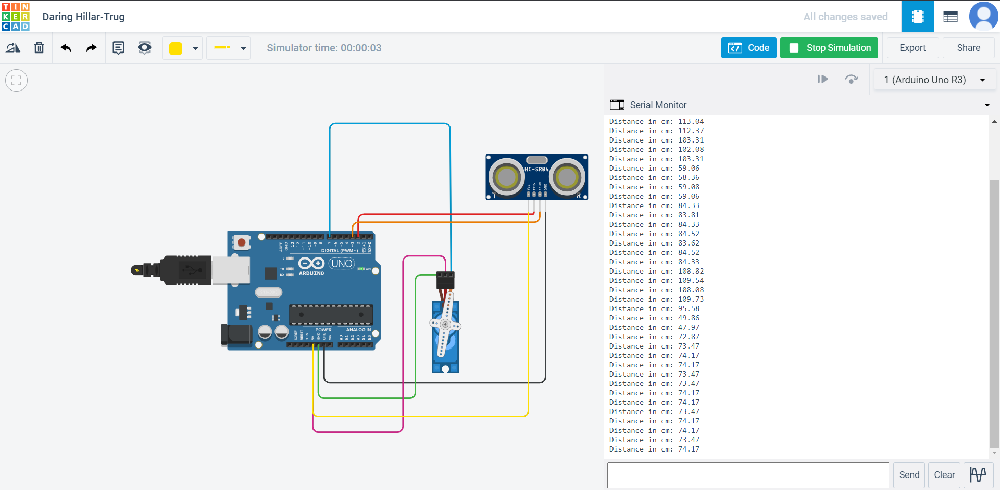 TIN
KER
CAD
Daring Hillar-Trug
All changes saved
Simulator time: 00:00:03
Code
Stop Simulation
Export
Share
1 (Arduino Uno R3)
Serial Monitor
Distance in cm: 113.04
Distance in cm: 112.37
Distance in cm: 103.31
Distance in cm: 102.08
Distance in cm: 103.31
Distance in cm: 59.06
Distance in cm: 58.36
Distance in cm: 59.08
Distance in cm: 59.06
Distance in cm: 84.33
Distance in cm: 83.81
Distance in cm: 84.33
Distance in cm: 84.52
Distance in cm: 83.62
Distance in cm: 84.52
Distance in cm: 84.33
Distance in cm: 108.82
Distance in cm: 109.54
Distance in cm: 108.08
Distance in cm: 109.73
Distance in cm: 95.58
Distance in cm: 49.86
Distance in cm: 47.97
Distance in cm: 72.87
Distance in cm: 73.47
Distance in cm: 74.17
Distance in cm: 74.17
Distance in cm: 73.47
Distance in cm: 73.47
Distance in cm: 74.17
Distance in cm: 74.17
Distance in cm: 73.47
Distance in cm: 74.17
Distance in cm: 74.17
Distance in cm: 73.47
Distance in cm: 74.17
Send
Clear
HC-SR04
VCC
TRIG
ECHO
GND
T
R
AREF
GND
13
12
~11
~10
~9
8
7
~6
~5
4
~3
2
TX→1
RX←0
DIGITAL (PWM~)
L
TX
RX
ARDUINO
UNO
ON
POWER
ANALOG IN
IOREF
RESET
3.3V
5V
GND
GND
Vin
A0
A1
A2
A3
A4
A5